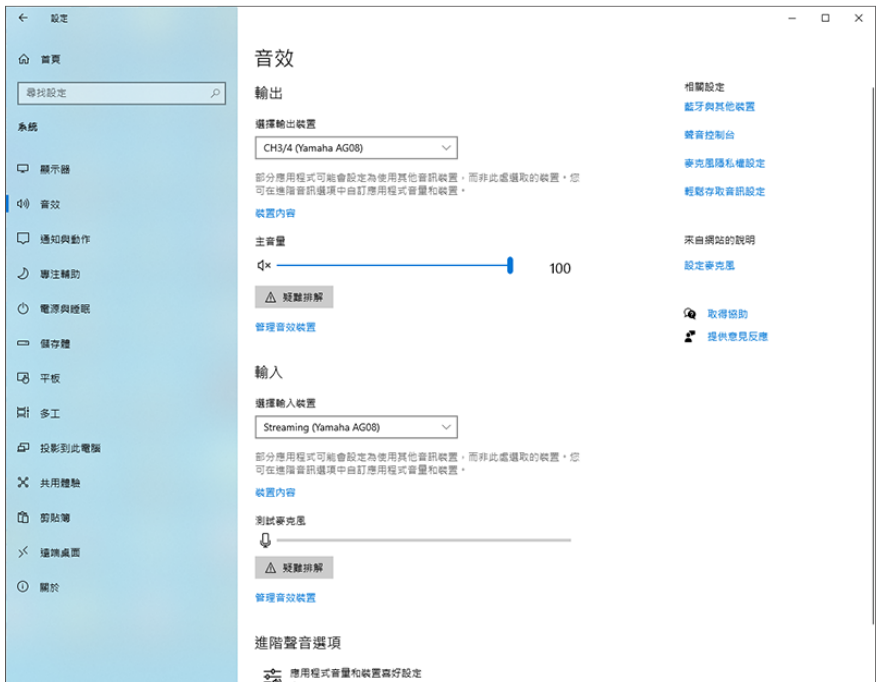 設定
首頁
尋找設定
系統
顯示器
音效
通知與動作
專注輔助
電源與睡眠
儲存體
平板
多工
投影到此電腦
共用體驗
剪貼簿
遠端桌面
關於
音效
輸出
選擇輸出裝置
CH3/4 (Yamaha AG08)
部分應用程式可能會設定為使用其他音訊裝置，而非此處選取的裝置。您
可在進階音訊選項中自訂應用程式音量和裝置。
裝置內容
主音量
100
疑難排解
管理音效裝置
輸入
選擇輸入裝置
Streaming (Yamaha AG08)
部分應用程式可能會設定為使用其他音訊裝置，而非此處選取的裝置。您
可在進階音訊選項中自訂應用程式音量和裝置。
裝置內容
測試麥克風
疑難排解
管理音效裝置
進階聲音選項
應用程式音量和裝置喜好設定
相關設定
藍牙與其他裝置
聲音控制台
麥克風隱私權設定
輕鬆存取音訊設定
來自網站的說明
設定麥克風
取得協助
提供意見反應